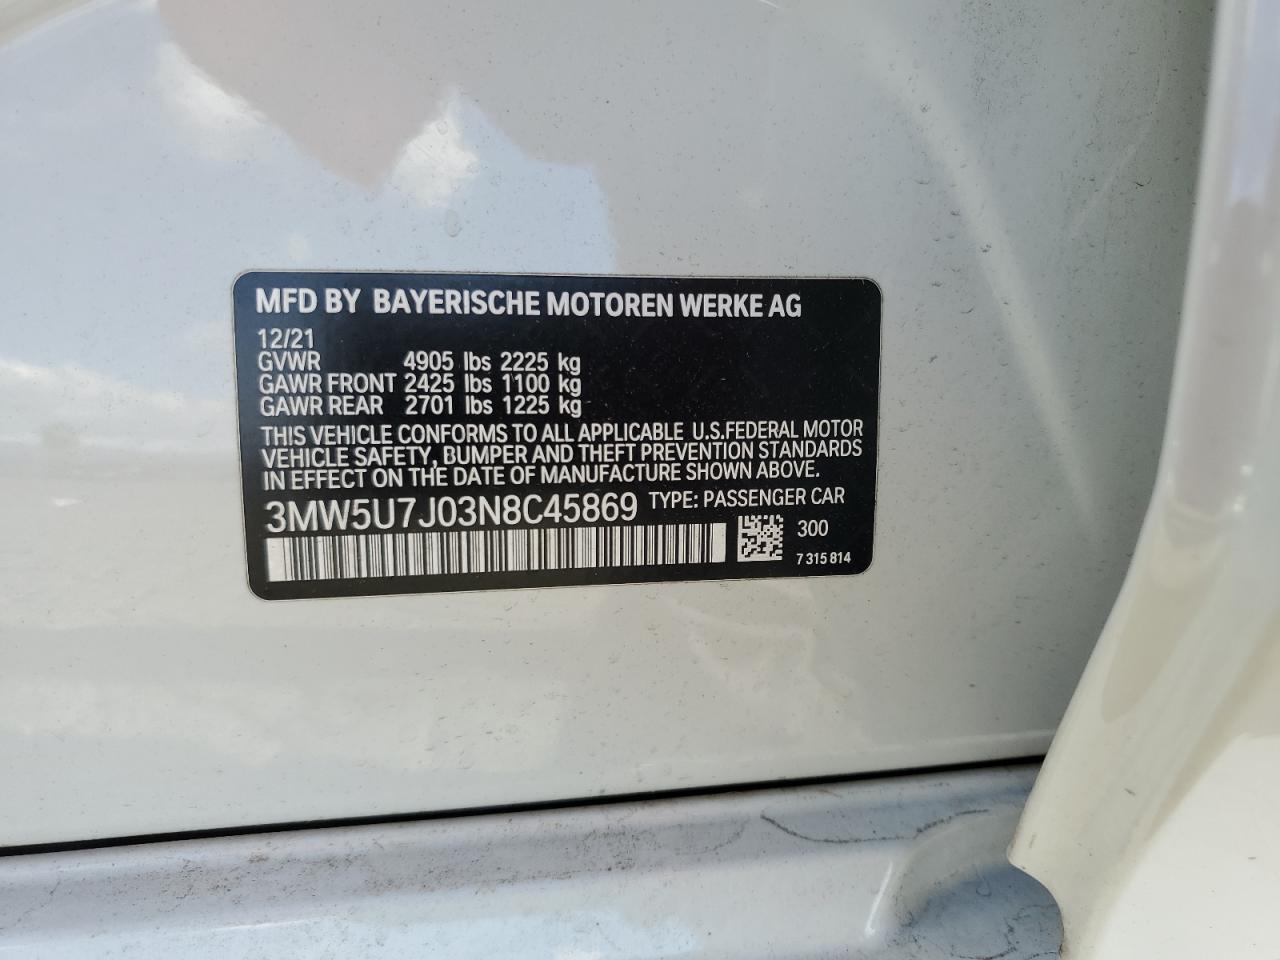 MFD BY BAYERISCHE MOTOREN WERKE AG
12/21
GVWR 4905 lbs 2225 kg
GAWR FRONT 2425 lbs 1100 kg
GAWR REAR 2701 lbs 1225 kg
THIS VEHICLE CONFORMS TO ALL APPLICABLE U.S.FEDERAL MOTOR
VEHICLE SAFETY, BUMPER AND THEFT PREVENTION STANDARDS
IN EFFECT ON THE DATE OF MANUFACTURE SHOWN ABOVE.
3MW5U7J03N8C45869 TYPE: PASSENGER CAR
300
7 315 814